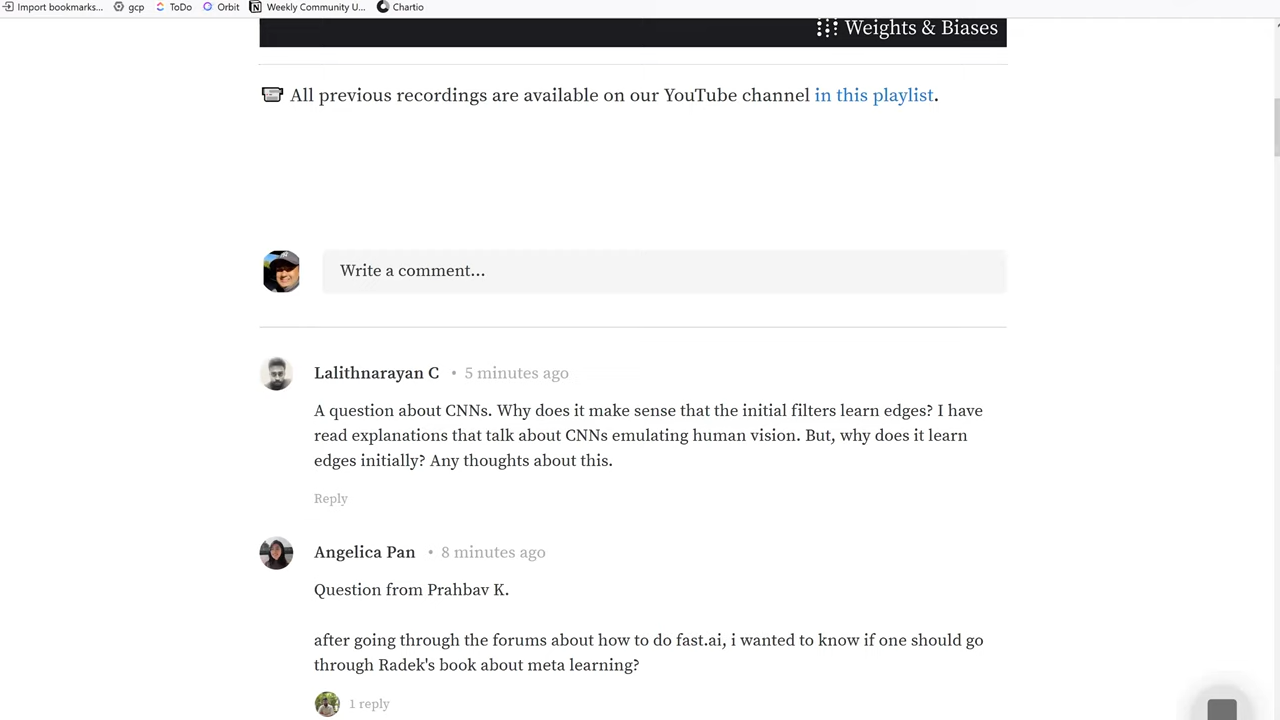 Import bookmarks... gcp ToDo Orbit Weekly Community U... Chartio
Weights & Biases
All previous recordings are available on our YouTube channel in this playlist.
Write a comment...
Lalithnarayan C • 5 minutes ago
A question about CNNs. Why does it make sense that the initial filters learn edges? I have
read explanations that talk about CNNs emulating human vision. But, why does it learn
edges initially? Any thoughts about this.
Reply
Angelica Pan • 8 minutes ago
Question from Prahbav K.
after going through the forums about how to do fast.ai, i wanted to know if one should go
through Radek's book about meta learning?
1 reply